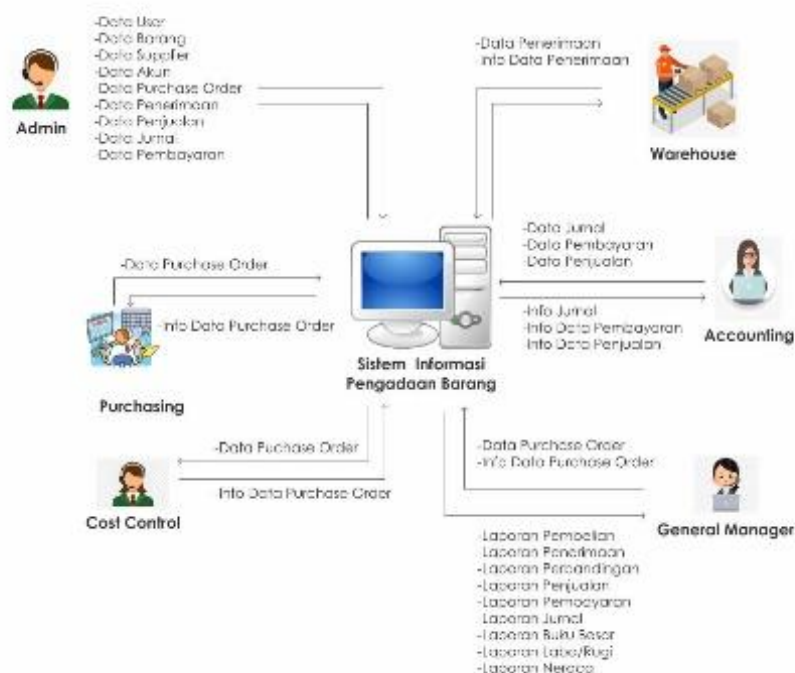 -Data User
-Data Barang
-Data Supplier
-Data Akun
-Data Purchase Order
-Data Penerimaan
-Data Penjualan
-Data Jurnal
-Data Pembayaran
Admin
-Data Penerimaan
-Info Data Penerimaan
Warehouse
-Data Purchase Order
-Info Data Purchase Order
Purchasing
Sistem Informasi
Pengadaan Barang
-Data Jurnal
-Data Pembayaran
-Data Penjualan
-Info Jurnal
-Info Data Pembayaran
-Info Data Penjualan
Accounting
-Data Puchase Order
-Info Data Purchase Order
Cost Control
-Data Purchase Order
-Info Data Purchase Order
General Manager
-Laporan Pembelian
-Laporan Penerimaan
-Laporan Perbandingan
-Laporan Penjualan
-Laporan Pembayaran
-Laporan Jurnal
-Laporan Buku Besar
-Laporan Laba/Rugi
-Laporan Neraca